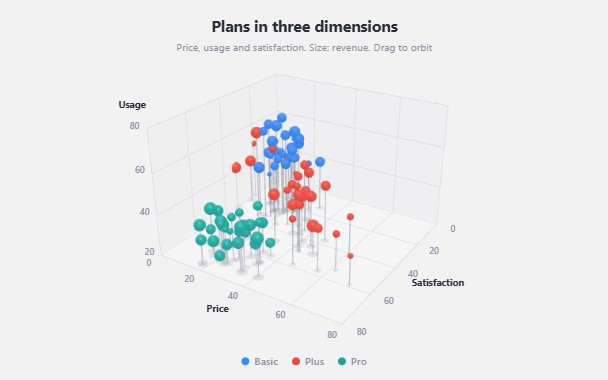 Plans in three dimensions
Price, usage and satisfaction. Size: revenue. Drag to orbit
Usage
80
60
40
20
0
20
40
60
80
Price
0
20
40
60
80
Satisfaction
Basic Plus Pro